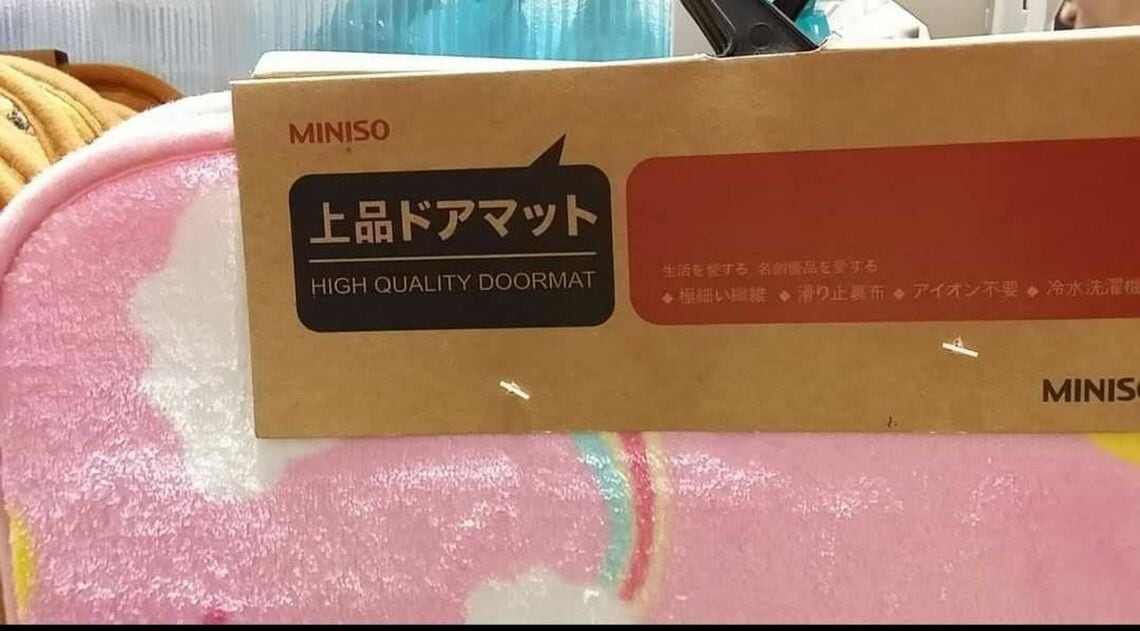 MINISO
上品ドアマット
HIGH QUALITY DOORMAT
生活を愛する 名創優品を愛する
◆ 極細い繊維 ◆ 滑り止裏布 ◆ アイオン不要 ◆ 冷水洗濯機
MINISO